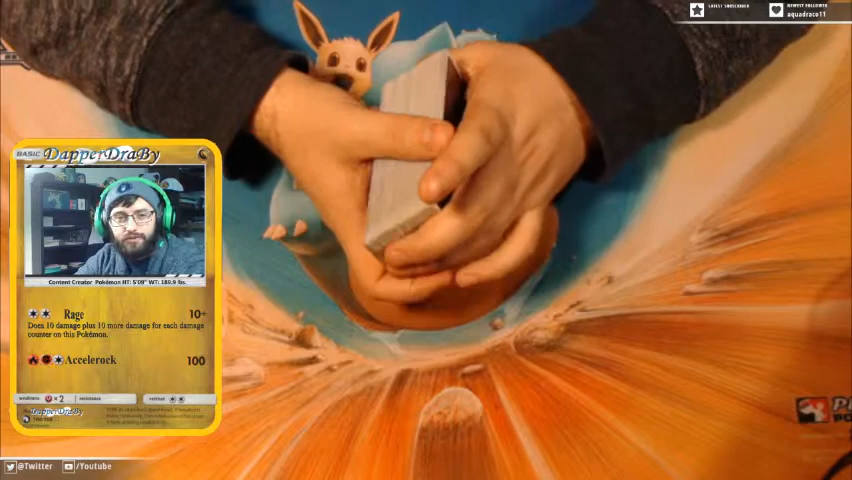 LATEST SUBSCRIBER
NEWEST FOLLOWER
aquadraco11
BASIC DapperDraBy
Content Creator Pokémon HT: 5'09" WT: 189.9 lbs.
Rage 10+
Does 10 damage plus 10 more damage for each damage
counter on this Pokémon.
Accelerock 100
weakness ×2 resistance retreat
DapperDraBy
@Twitter /Youtube